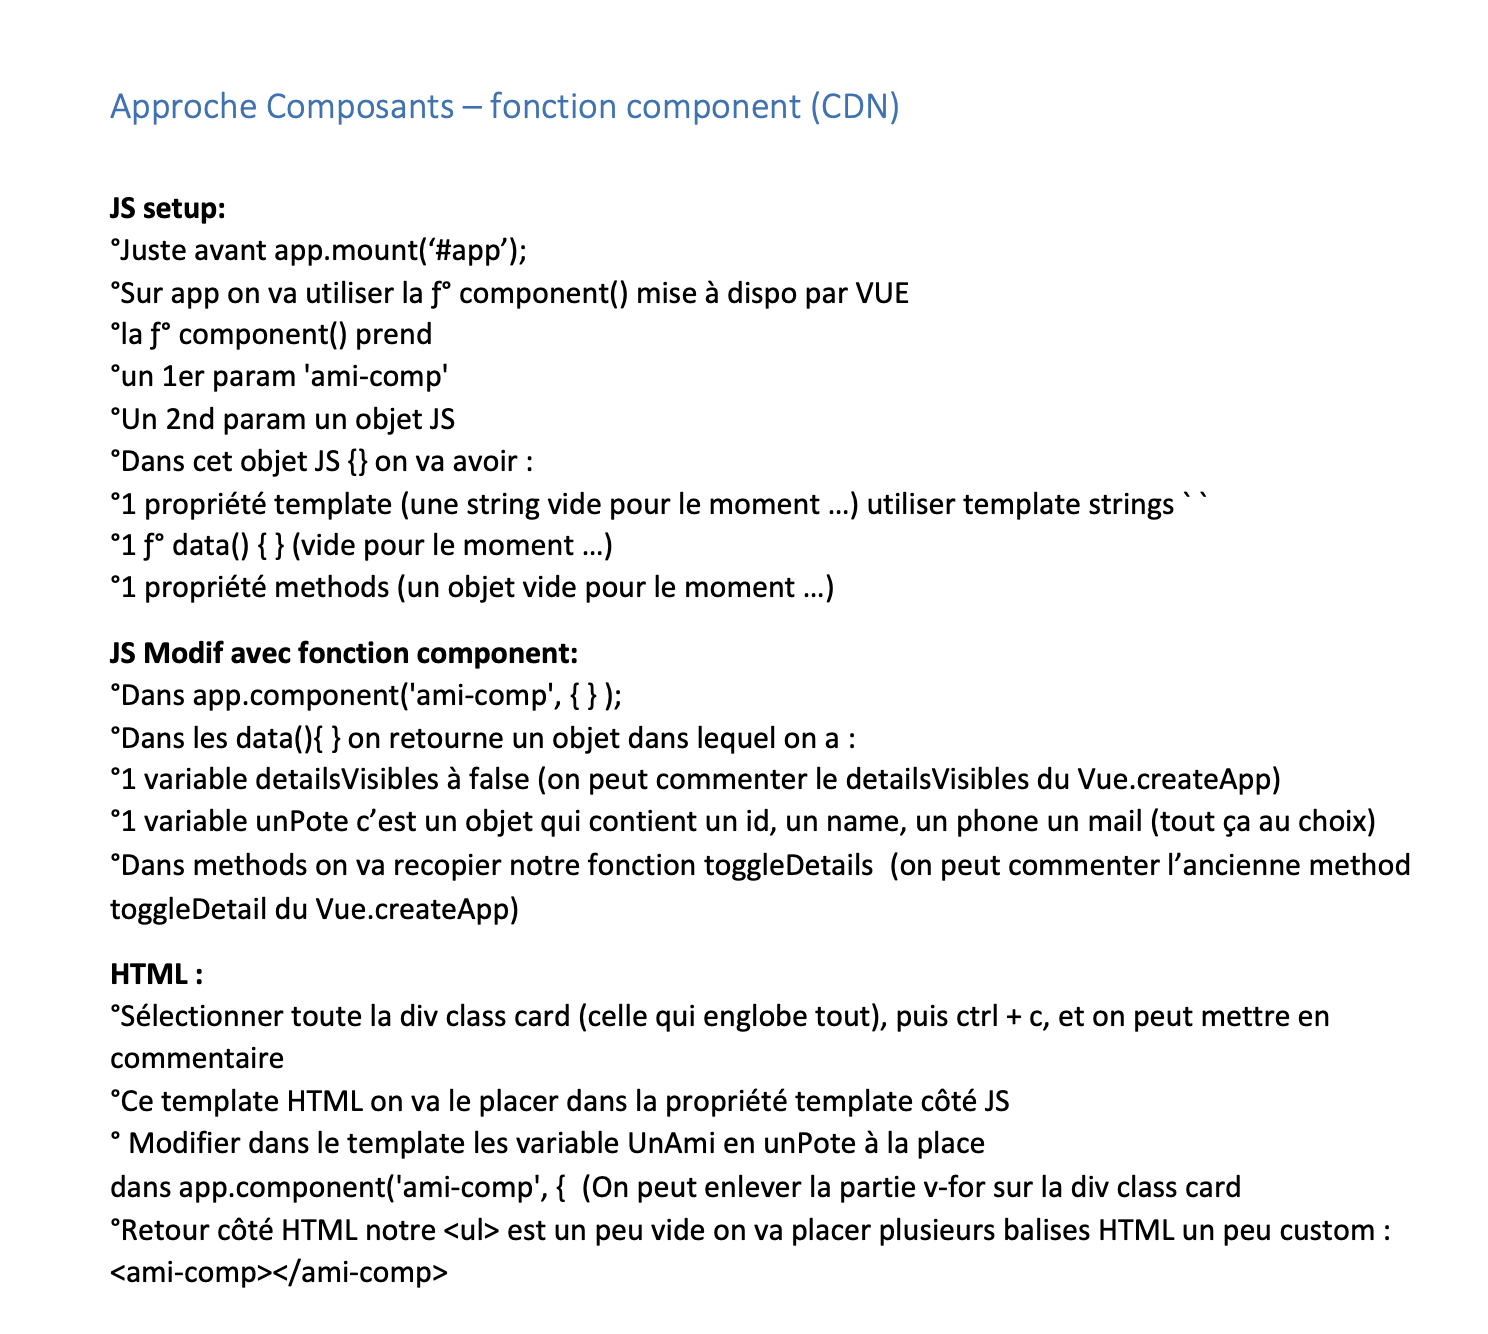 Approche Composants – fonction component (CDN)
JS setup:
°Juste avant app.mount(‘#app’);
°Sur app on va utiliser la ƒ° component() mise à dispo par VUE
°la ƒ° component() prend
°un 1er param 'ami-comp'
°Un 2nd param un objet JS
°Dans cet objet JS {} on va avoir :
°1 propriété template (une string vide pour le moment …) utiliser template strings ` `
°1 ƒ° data() { } (vide pour le moment …)
°1 propriété methods (un objet vide pour le moment …)
JS Modif avec fonction component:
°Dans app.component('ami-comp', { } );
°Dans les data(){ } on retourne un objet dans lequel on a :
°1 variable detailsVisibles à false (on peut commenter le detailsVisibles du Vue.createApp)
°1 variable unPote c’est un objet qui contient un id, un name, un phone un mail (tout ça au choix)
°Dans methods on va recopier notre fonction toggleDetails  (on peut commenter l’ancienne method
toggleDetail du Vue.createApp)
HTML :
°Sélectionner toute la div class card (celle qui englobe tout), puis ctrl + c, et on peut mettre en
commentaire
°Ce template HTML on va le placer dans la propriété template côté JS
° Modifier dans le template les variable UnAmi en unPote à la place
dans app.component('ami-comp', {  (On peut enlever la partie v-for sur la div class card
°Retour côté HTML notre <ul> est un peu vide on va placer plusieurs balises HTML un peu custom :
<ami-comp></ami-comp>